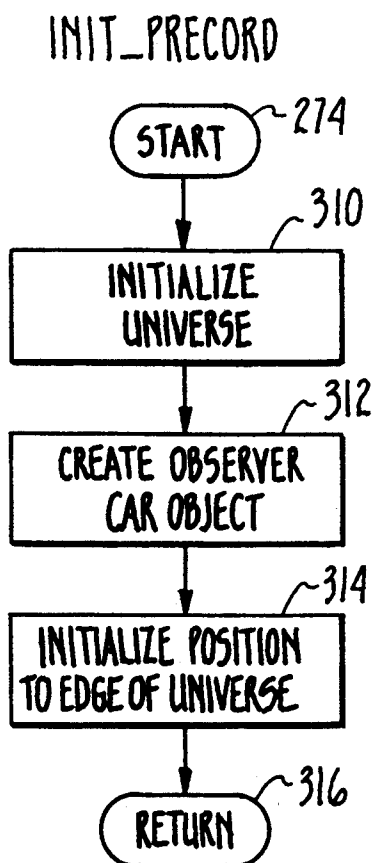 INIT_PRECORD
START
274
310
INITIALIZE
UNIVERSE
312
CREATE OBSERVER
CAR OBJECT
314
INITIALIZE POSITION
TO EDGE OF UNIVERSE
316
RETURN